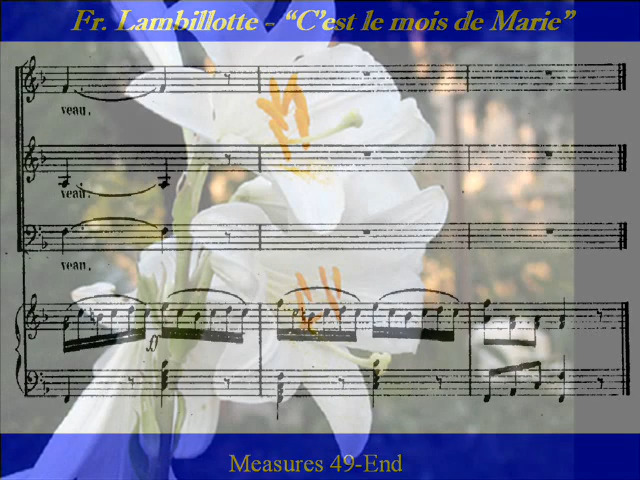 Fr. Lambillotte - “C’est le mois de Marie”
veau.
veau.
veau.
Measures 49-End